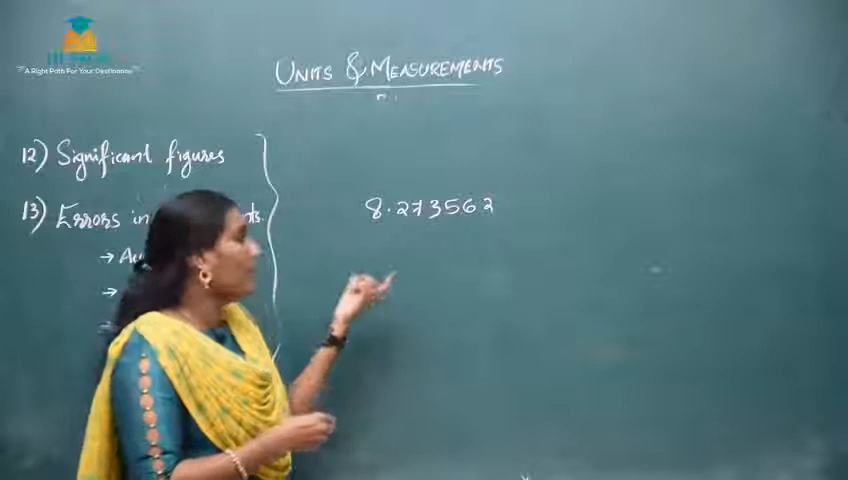 "A Right Path For Your Destination"
UNITS & MEASUREMENTS
12) Significant figures
13) Errors in
8.273562